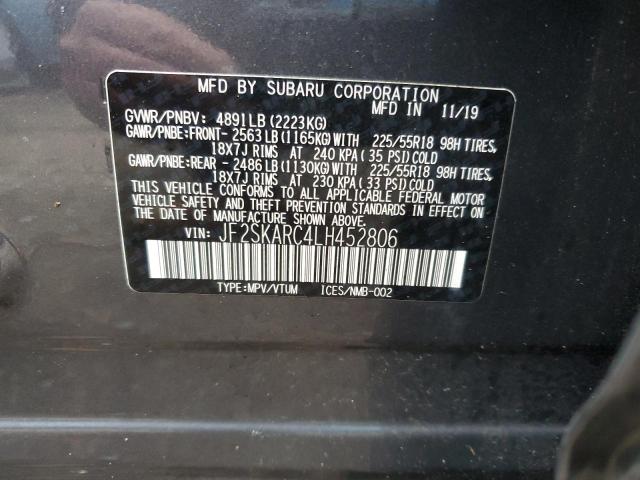 MFD BY SUBARU CORPORATION
MFD IN 11/19
GVWR/PNBV: 4891LB(2223KG)
GAWR/PNBE:FRONT- 2563LB(1165KG)WITH 225/55R18 98H TIRES,
18X7J RIMS AT 240 KPA(35 PSI)COLD
GAWR/PNBE:REAR - 2486LB(1130KG)WITH 225/55R18 98H TIRES,
18X7J RIMS AT 230 KPA(33 PSI)COLD
THIS VEHICLE CONFORMS TO ALL APPLICABLE FEDERAL MOTOR
VEHICLE SAFETY AND THEFT PREVENTION STANDARDS IN EFFECT
ON THE DATE OF MANUFACTURE SHOWN ABOVE.
VIN: JF2SKARC4LH452806
TYPE:MPV/VTUM ICES/NMB-002